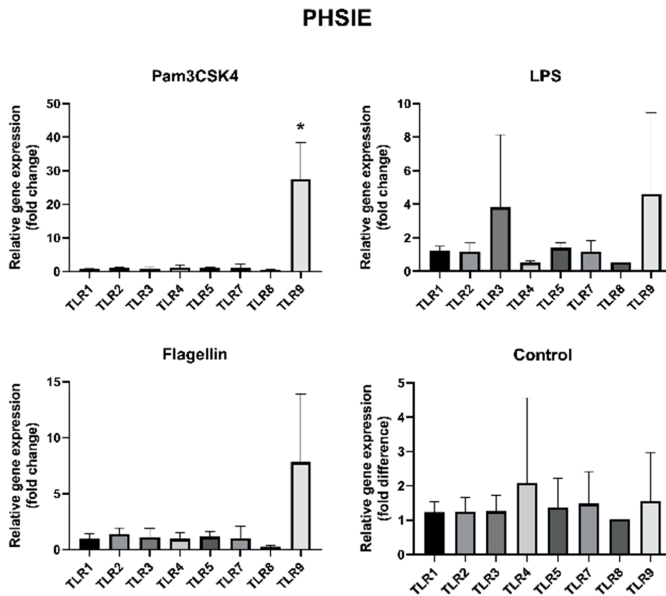 PHSIE
Pam3CSK4
Relative gene expression
(fold change)
50
40
30
20
10
0
*
TLR1
TLR2
TLR3
TLR4
TLR5
TLR7
TLR8
TLR9
LPS
Relative gene expression
(fold change)
10
8
6
4
2
0
TLR1
TLR2
TLR3
TLR4
TLR5
TLR7
TLR8
TLR9
Flagellin
Relative gene expression
(fold change)
15
10
5
0
TLR1
TLR2
TLR3
TLR4
TLR5
TLR7
TLR8
TLR9
Control
Relative gene expression
(fold difference)
5
4
3
2
1
0
TLR1
TLR2
TLR3
TLR4
TLR5
TLR7
TLR8
TLR9